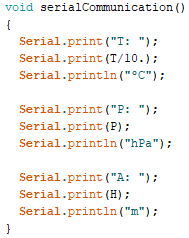 void serialCommunication()
{
  Serial.print("T: ");
  Serial.print(T/10.);
  Serial.println("°C");

  Serial.print("P: ");
  Serial.print(P);
  Serial.println("hPa");

  Serial.print("A: ");
  Serial.print(H);
  Serial.println("m");
}